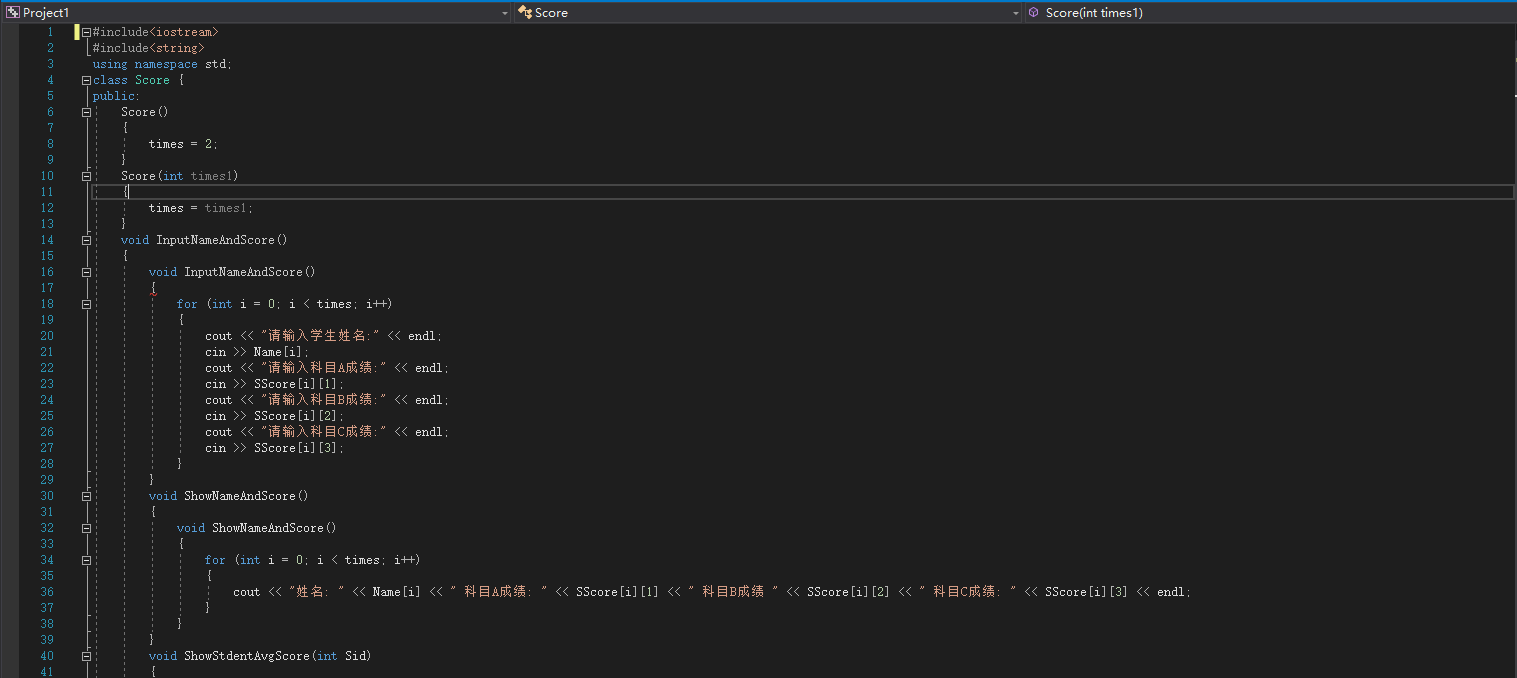 Project1 Score Score(int times1)
1 #include<iostream>
2 #include<string>
3 using namespace std;
4 class Score {
5 public:
6 Score()
7 {
8 times = 2;
9 }
10 Score(int times1)
11 {
12 times = times1;
13 }
14 void InputNameAndScore()
15 {
16 void InputNameAndScore()
17 {
18 for (int i = 0; i < times; i++)
19 {
20 cout << "请输入学生姓名:" << endl;
21 cin >> Name[i];
22 cout << "请输入科目A成绩:" << endl;
23 cin >> SScore[i][1];
24 cout << "请输入科目B成绩:" << endl;
25 cin >> SScore[i][2];
26 cout << "请输入科目C成绩:" << endl;
27 cin >> SScore[i][3];
28 }
29 }
30 void ShowNameAndScore()
31 {
32 void ShowNameAndScore()
33 {
34 for (int i = 0; i < times; i++)
35 {
36 cout << "姓名: " << Name[i] << " 科目A成绩: " << SScore[i][1] << " 科目B成绩 " << SScore[i][2] << " 科目C成绩: " << SScore[i][3] << endl;
37 }
38 }
39 }
40 void ShowStdentAvgScore(int Sid)
41 {